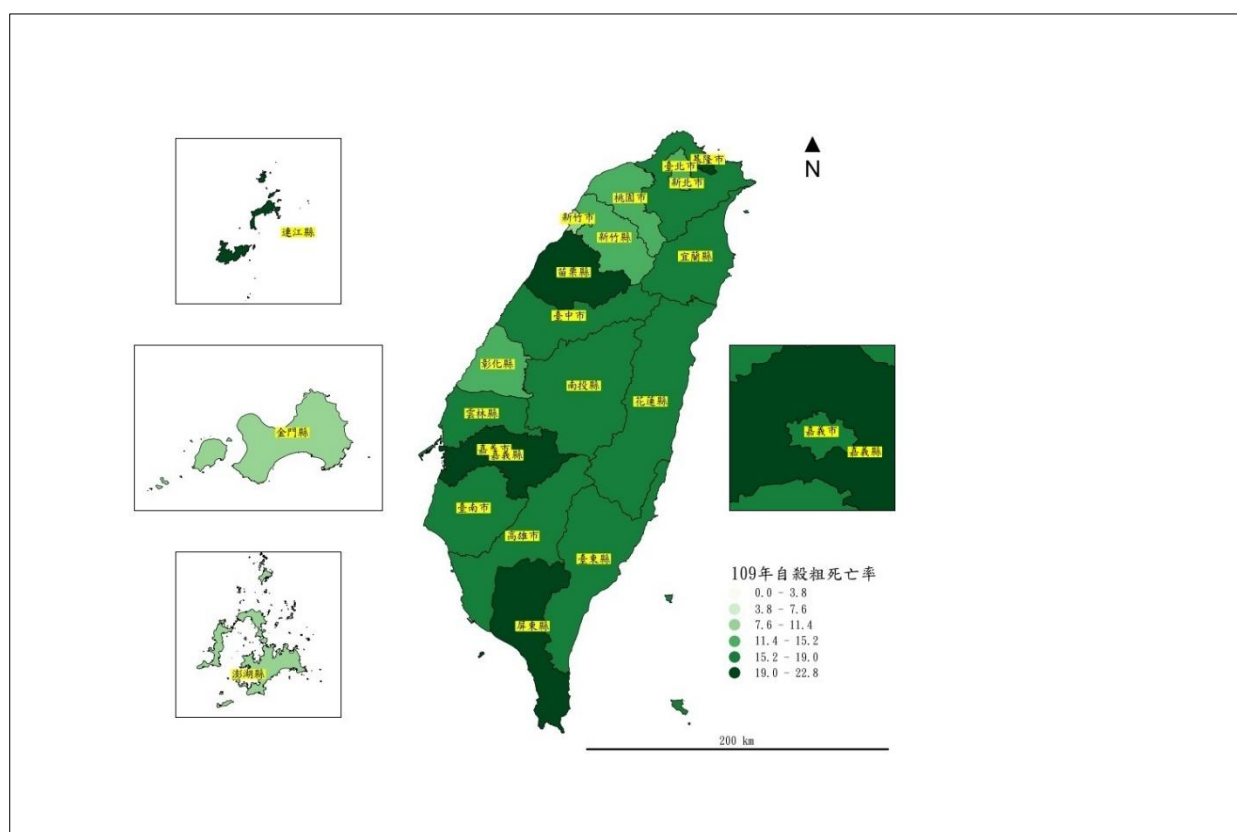 N
連江縣
金門縣
澎湖縣
基隆市
臺北市
新北市
桃園市
新竹市
新竹縣
宜蘭縣
苗栗縣
臺中市
彰化縣
南投縣
花蓮縣
雲林縣
嘉義市
嘉義縣
臺南市
高雄市
臺東縣
屏東縣
嘉義市
嘉義縣
109年自殺粗死亡率
0.0 - 3.8
3.8 - 7.6
7.6 - 11.4
11.4 - 15.2
15.2 - 19.0
19.0 - 22.8
200 km